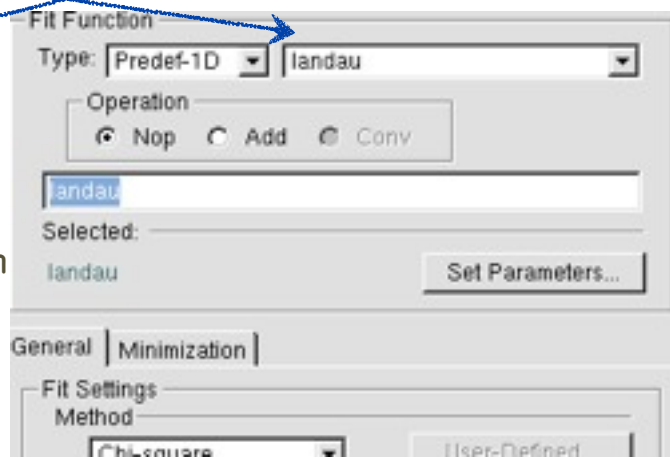 Fit Function
Type: Predef-1D landau
Operation
Nop Add Conv
landau
Selected:
n
landau Set Parameters...
General Minimization
Fit Settings
Method
Chi-square User-Defined...